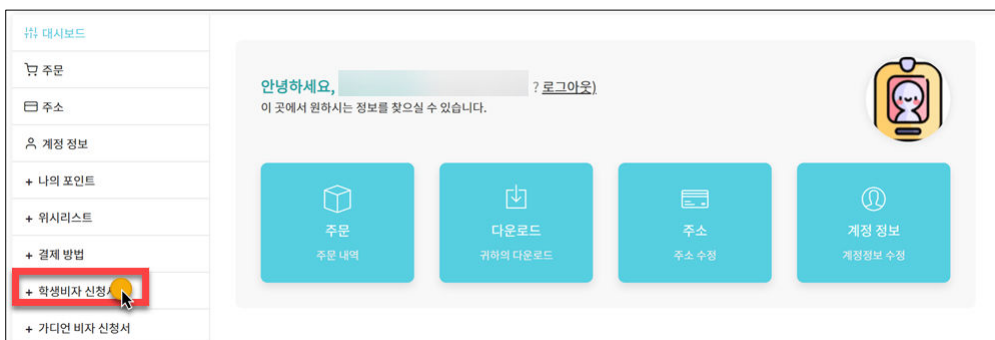 대시보드
주문
주소
계정 정보
+ 나의 포인트
+ 위시리스트
+ 결제 방법
+ 학생비자
+ 가디언 비자 신청서
안녕하세요, ? 로그아웃)
이 곳에서 원하시는 정보를 찾으실 수 있습니다.
주문
주문 내역
다운로드
귀하의 다운로드
주소
주소 수정
계정 정보
계정정보 수정